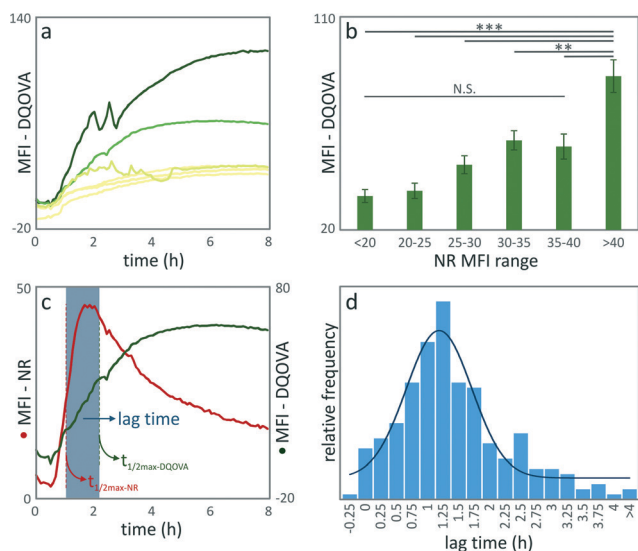 a
140
-20
MFI - DQOVA
0
2
4
6
8
time (h)
b
110
20
MFI - DQOVA
***
**
N.S.
<20
20-25
25-30
30-35
35-40
>40
NR MFI range
c
50
0
MFI - NR
80
-20
MFI - DQOVA
lag time
t1/2max-DQOVA
t1/2max-NR
0
2
4
6
8
time (h)
d
relative frequency
-0.25
0
0.25
0.5
0.75
1
1.25
1.5
1.75
2
2.25
2.5
2.75
3
3.25
3.5
3.75
4
>4
lag time (h)